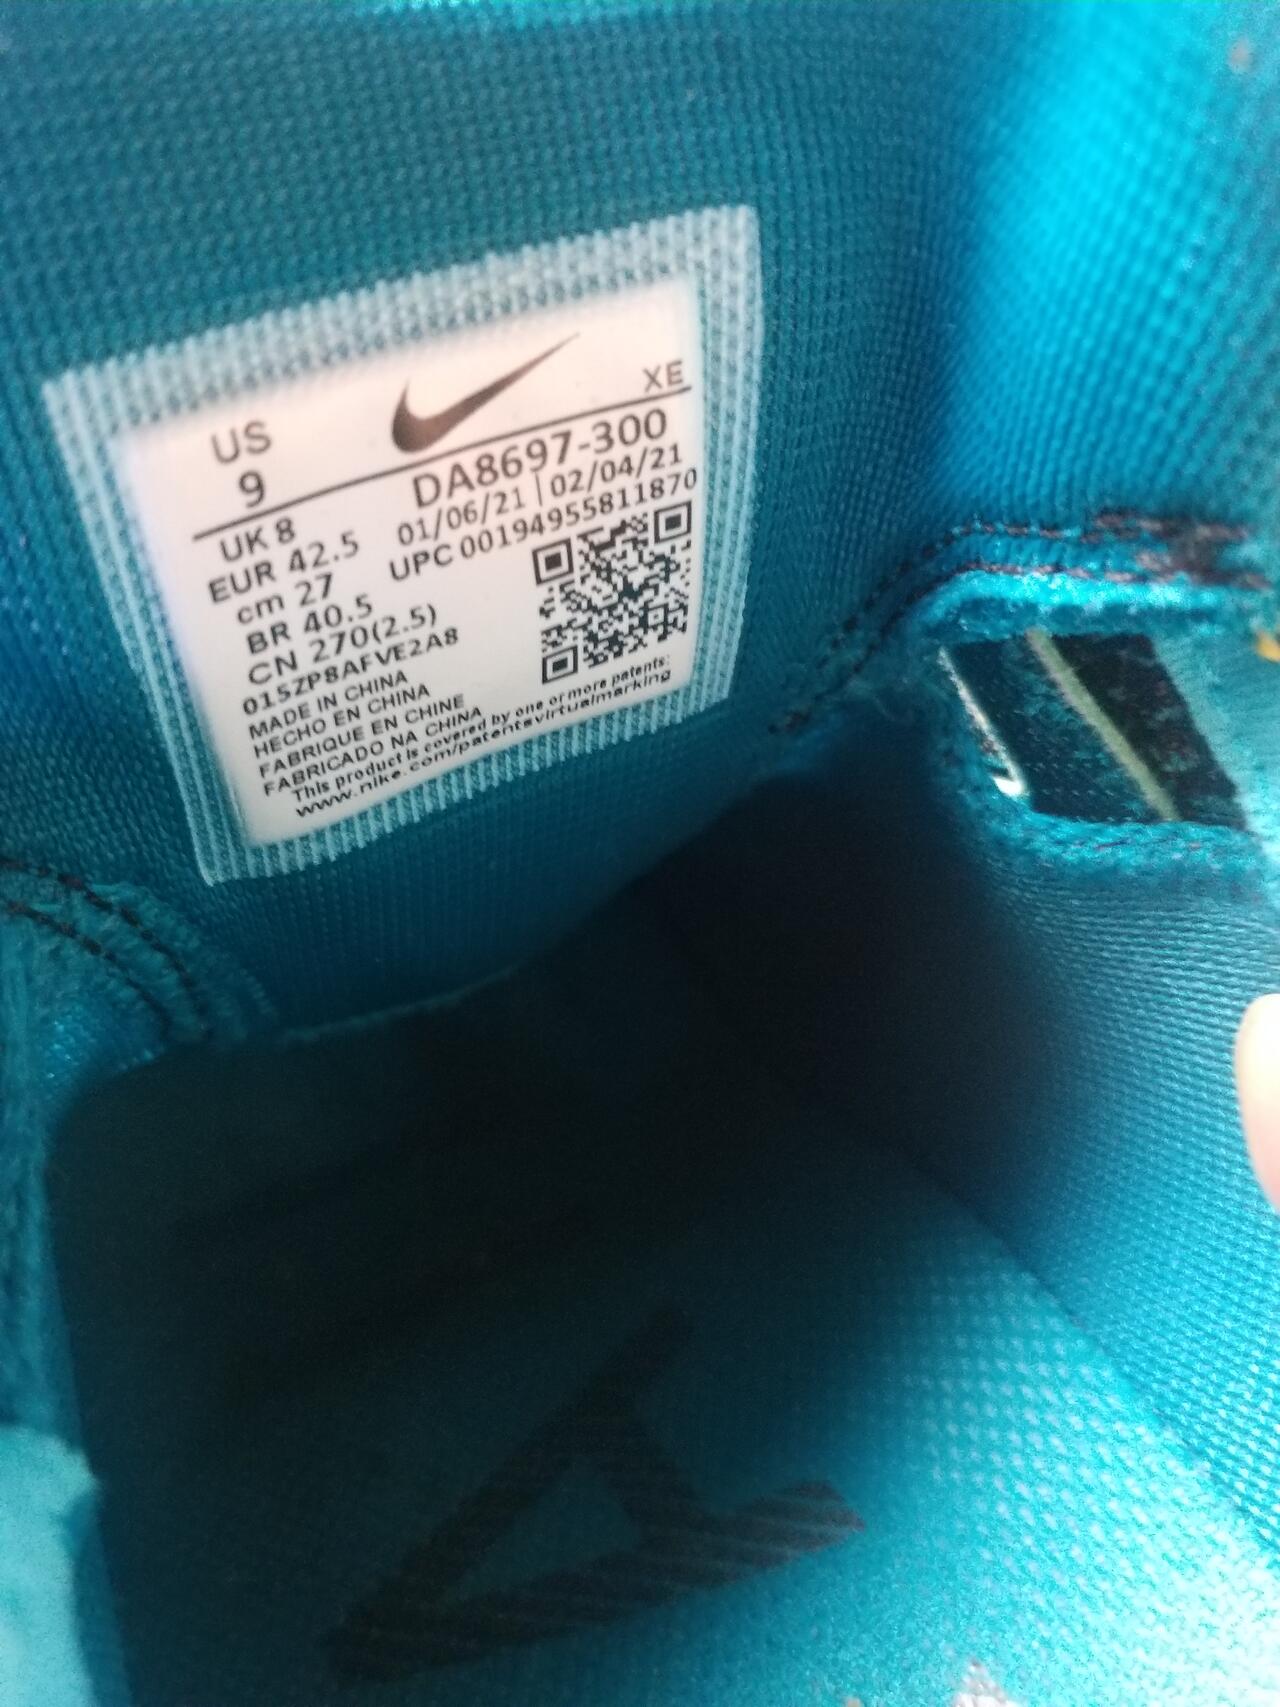 US
9
XE
DA8697-300
UK 8
01/06/21 | 02/04/21
EUR 42.5
UPC 00194955811870
cm 27
BR 40.5
CN 270(2.5)
015ZP8AFVE2A8
MADE IN CHINA
HECHO EN CHINA
FABRIQUE EN CHINE
FABRICADO NA CHINA
This product is covered by one or more patents:
www.nike.com/patentsvirtualmarking